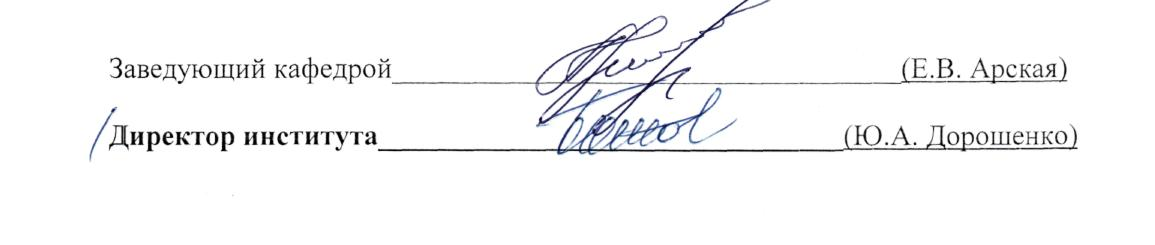 Заведующий кафедрой (Е.В. Арская)
/Директор института (Ю.А. Дорошенко)